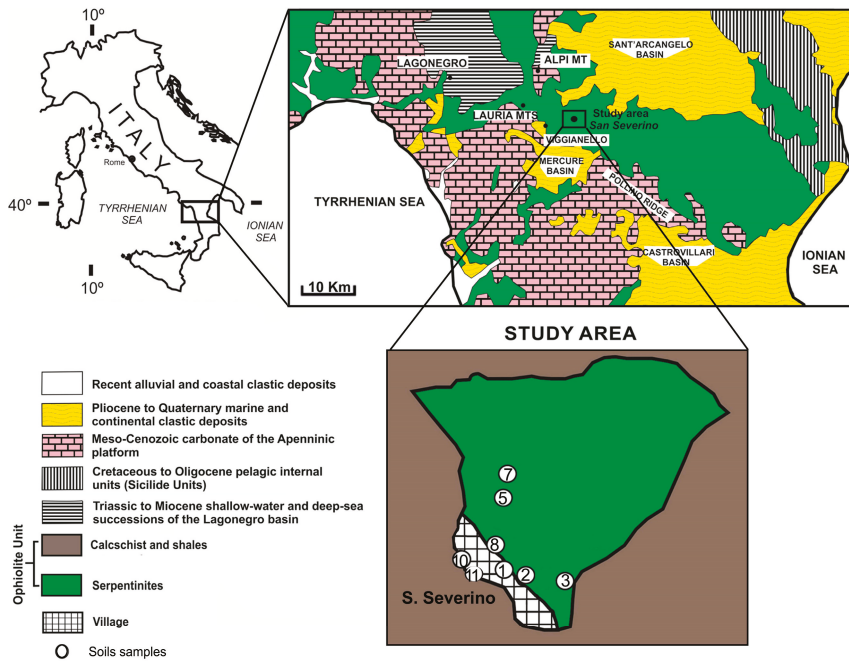 10º
ITALY
Rome
40º
TYRRHENIAN
SEA
IONIAN
SEA
10º
LAGONEGRO
ALPI MT
SANT'ARCANGELO
BASIN
LAURIA MTS
Study area
San Severino
VIGGIANELLO
MERCURE
BASIN
POLLINO RIDGE
TYRRHENIAN SEA
CASTROVILLARI
BASIN
IONIAN
SEA
10 Km
STUDY AREA
7
5
8
10
11
1
2
3
S. Severino
Recent alluvial and coastal clastic deposits
Pliocene to Quaternary marine and
continental clastic deposits
Meso-Cenozoic carbonate of the Apenninic
platform
Cretaceous to Oligocene pelagic internal
units (Sicilide Units)
Triassic to Miocene shallow-water and deep-sea
successions of the Lagonegro basin
Ophiolite Unit
Calcschist and shales
Serpentinites
Village
Soils samples